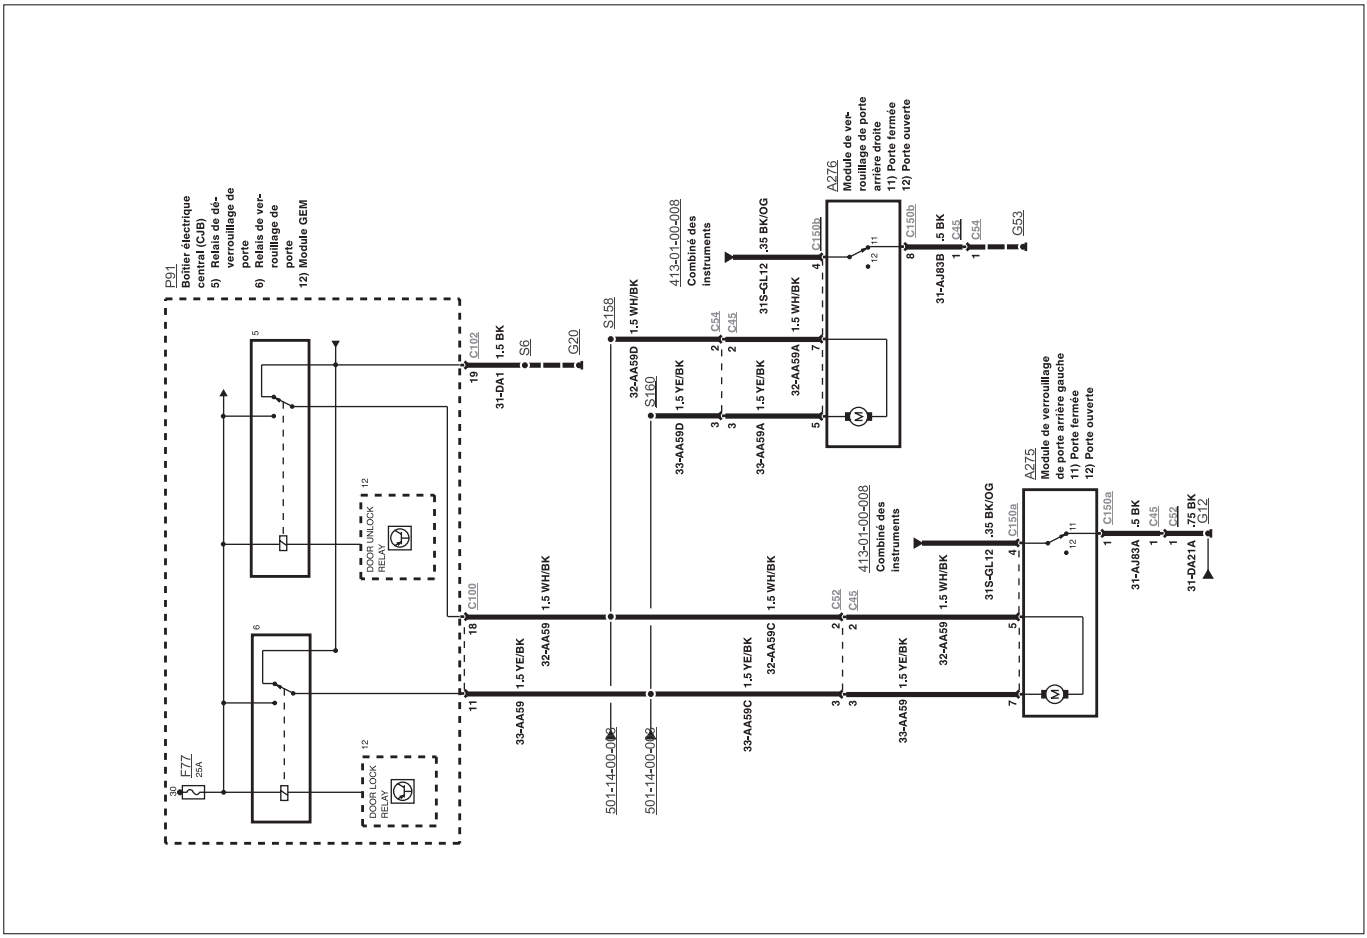 P91
Boîtier électrique
central (CJB)
5) Relais de dé-
verrouillage de
porte
6) Relais de ver-
rouillage de
porte
12) Module GEM
30
F77
25A
6
12
DOOR LOCK
RELAY
5
12
DOOR UNLOCK
RELAY
C102
19
31-DA1
1.5 BK
S6
G20
C100
18
32-AA59
1.5 WH/BK
11
33-AA59
1.5 YE/BK
501-14-00-008
501-14-00-008
S158
32-AA59D
1.5 WH/BK
S160
33-AA59D
1.5 YE/BK
C54
C45
2
2
3
3
32-AA59A
1.5 WH/BK
33-AA59A
1.5 YE/BK
413-01-00-008
Combiné des
instruments
31S-GL12
.35 BK/OG
C150b
4
7
5
A276
Module de ver-
rouillage de porte
arrière droite
11) Porte fermée
12) Porte ouverte
11
12
M
C150b
8
31-AJ83B
.5 BK
C45
C54
1
1
G53
32-AA59C
1.5 WH/BK
33-AA59C
1.5 YE/BK
C52
C45
2
2
3
3
32-AA59
1.5 WH/BK
33-AA59
1.5 YE/BK
413-01-00-008
Combiné des
instruments
31S-GL12
.35 BK/OG
C150a
4
5
7
A275
Module de verrouillage
de porte arrière gauche
11) Porte fermée
12) Porte ouverte
11
12
M
C150a
1
31-AJ83A
.5 BK
C45
C52
1
1
31-DA21A
.75 BK
G12